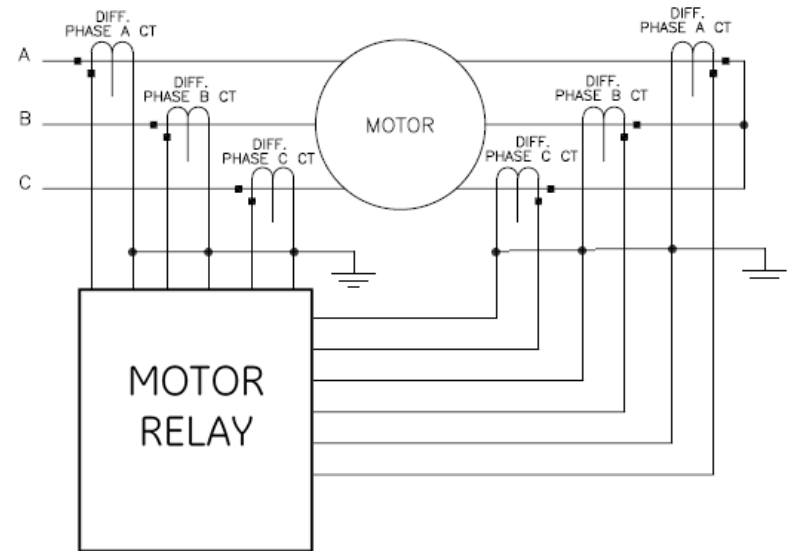 DIFF.
PHASE A CT
DIFF.
PHASE A CT
A
DIFF.
PHASE B CT
DIFF.
PHASE B CT
B
MOTOR
DIFF.
PHASE C CT
DIFF.
PHASE C CT
C
MOTOR
RELAY